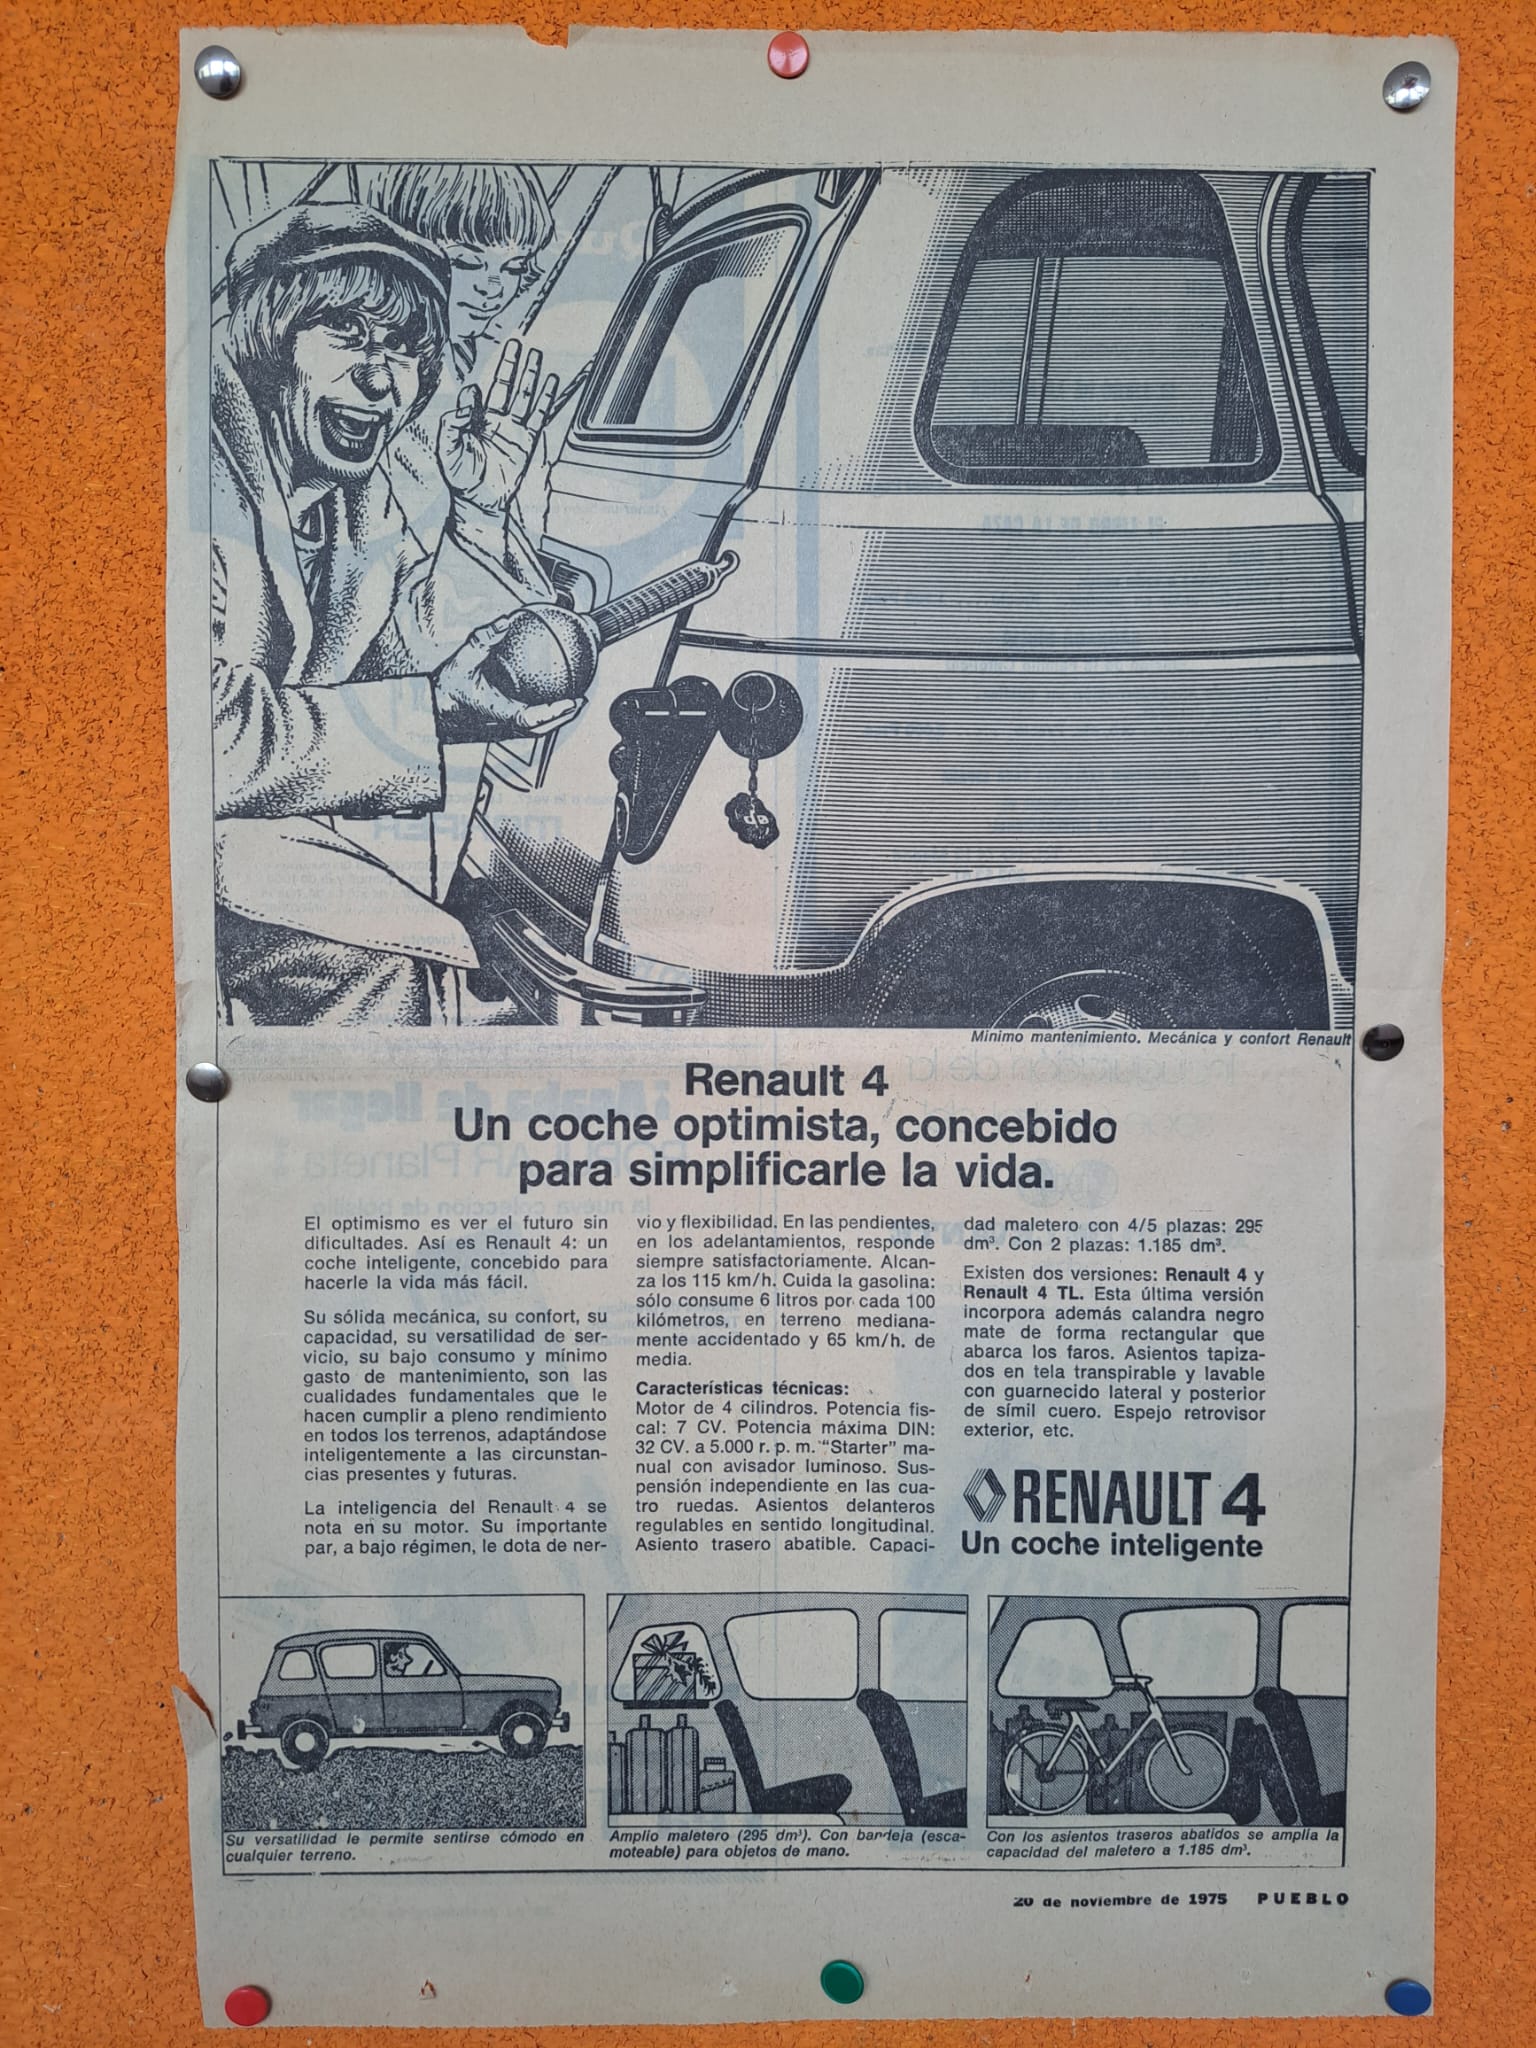 Mínimo mantenimiento. Mecánica y confort Renault
Renault 4
Un coche optimista, concebido
para simplificarle la vida.
El optimismo es ver el futuro sin
dificultades. Así es Renault 4: un
coche inteligente, concebido para
hacerle la vida más fácil.
Su sólida mecánica, su confort, su
capacidad, su versatilidad de ser-
vicio, su bajo consumo y mínimo
gasto de mantenimiento, son las
cualidades fundamentales que le
hacen cumplir a pleno rendimiento
en todos los terrenos, adaptándose
inteligentemente a las circunstan-
cias presentes y futuras.
La inteligencia del Renault 4 se
nota en su motor. Su importante
par, a bajo régimen, le dota de ner-
vio y flexibilidad. En las pendientes,
en los adelantamientos, responde
siempre satisfactoriamente. Alcan-
za los 115 km/h. Cuida la gasolina:
sólo consume 6 litros por cada 100
kilómetros, en terreno mediana-
mente accidentado y 65 km/h. de
media.
Características técnicas:
Motor de 4 cilindros. Potencia fis-
cal: 7 CV. Potencia máxima DIN:
32 CV. a 5.000 r. p. m. "Starter" ma-
nual con avisador luminoso. Sus-
pensión independiente en las cua-
tro ruedas. Asientos delanteros
regulables en sentido longitudinal.
Asiento trasero abatible. Capaci-
dad maletero con 4/5 plazas: 295
dm³. Con 2 plazas: 1.185 dm³.
Existen dos versiones: Renault 4 y
Renault 4 TL. Esta última versión
incorpora además calandra negro
mate de forma rectangular que
abarca los faros. Asientos tapiza-
dos en tela transpirable y lavable
con guarnecido lateral y posterior
de símil cuero. Espejo retrovisor
exterior, etc.
RENAULT 4
Un coche inteligente
Su versatilidad le permite sentirse cómodo en
cualquier terreno.
Amplio maletero (295 dm³). Con bandeja (esca-
moteable) para objetos de mano.
Con los asientos traseros abatidos se amplía la
capacidad del maletero a 1.185 dm³.
20 de noviembre de 1975 PUEBLO